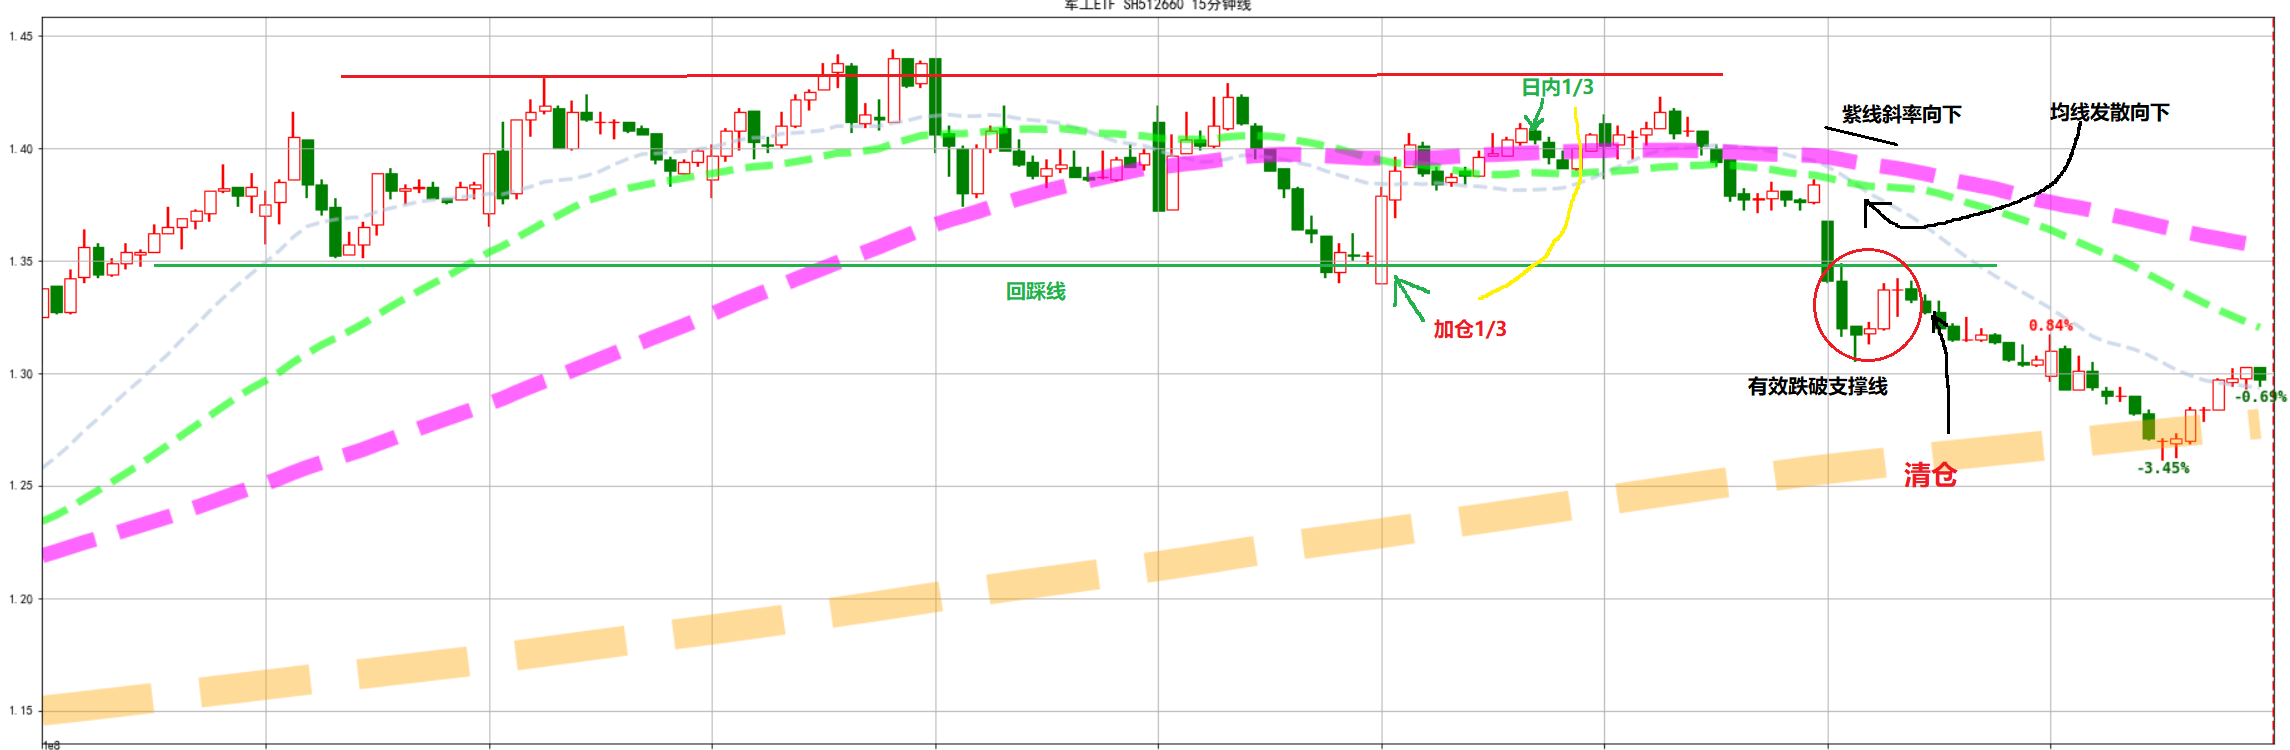 军工ETF SH512660 15分钟线
1.45
日内1/3
紫线斜率向下
均线发散向下
1.40
1.35
回踩线
加仓1/3
0.84%
1.30
有效跌破支撑线
-0.69%
-3.45%
清仓
1.25
1.20
1.15
1e8